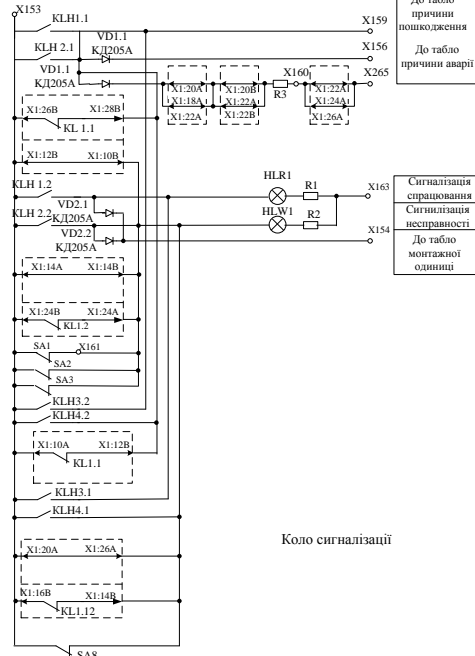 X153
KLH1.1
KLH 2.1
VD1.1
КД205А
VD1.1
КД205А
X159
X156
X265
До табло
причини
пошкодження
До табло
причини аварії
X1:20A
X1:18A
X1:22A
X1:20B
X1:22A
X1:22B
X160
R3
X1:22A
X1:24A
X1:26A
X1:26B
X1:28B
KL 1.1
X1:12B
X1:10B
KLH 1.2
KLH 2.2
VD2.1
КД205А
VD2.2
КД205А
HLR1
R1
HLW1
R2
X163
X154
Сигналізація
спрацювання
Сигнилізація
несправності
До табло
монтажної
одиниці
X1:14A
X1:14B
X1:24B
X1:24A
KL1.2
SA1
X161
SA2
SA3
KLH3.2
KLH4.2
X1:10A
X1:12B
KL1.1
KLH3.1
KLH4.1
Коло сигналізації
X1:20A
X1:26A
X1:16B
X1:14B
KL1.12
SA8